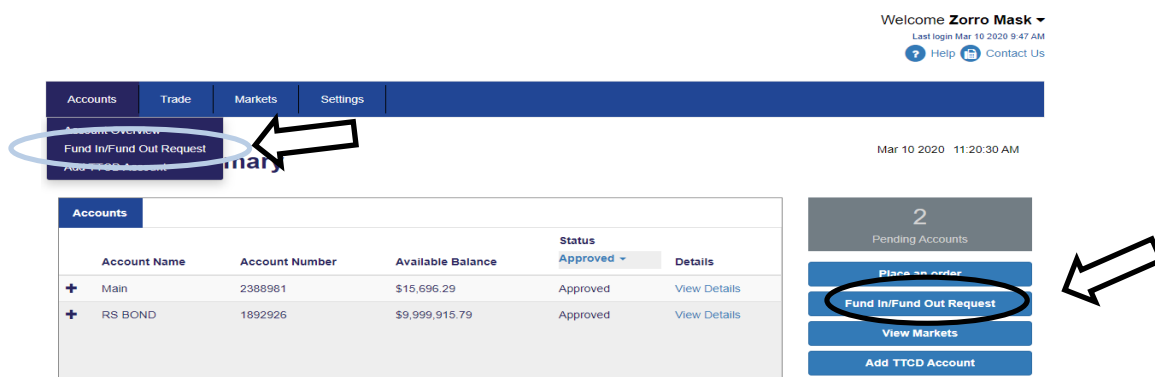 Welcome Zorro Mask
Last login Mar 10 2020 9:47 AM
? Help Contact Us
Accounts Trade Markets Settings
Account Overview
Fund In/Fund Out Request
Add TTCD Account
mary
Mar 10 2020 11:20:30 AM
Accounts
Account Name Account Number Available Balance Status Details
Approved
Main 2388981 $15,696.29 Approved View Details
RS BOND 1892926 $9,999,915.79 Approved View Details
2
Pending Accounts
Place an order
Fund In/Fund Out Request
View Markets
Add TTCD Account